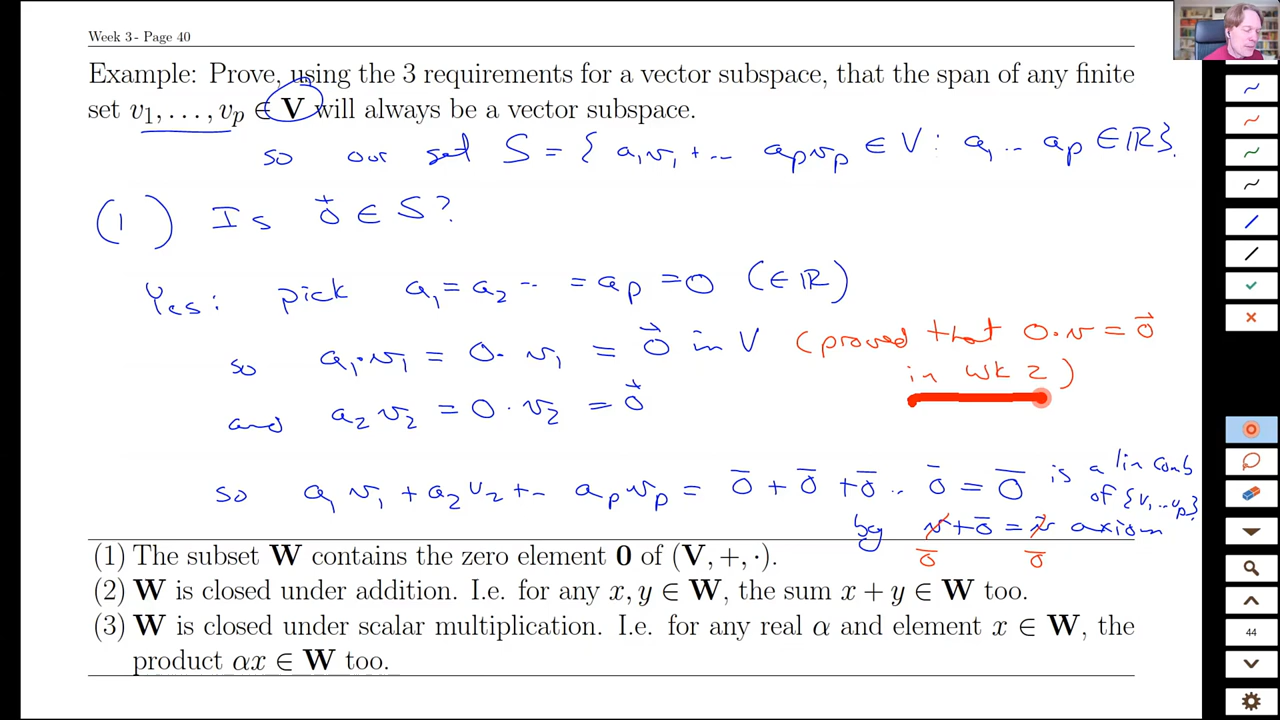 Week 3 - Page 40
Example: Prove, using the 3 requirements for a vector subspace, that the span of any finite
set v₁, . . . , vₚ ∈ V will always be a vector subspace.
so our set S = { a₁v₁ + ... aₚvₚ ∈ V : a₁ ... aₚ ∈ ℝ }.
(1) Is 0⃗ ∈ S?
Yes: pick a₁ = a₂ ... = aₚ = 0 (∈ ℝ)
so a₁·v₁ = 0·v₁ = 0⃗ in V (proved that 0·v = 0⃗
in wk 2)
and a₂v₂ = 0·v₂ = 0⃗
so a₁v₁ + a₂v₂ + ... aₚvₚ = 0̅ + 0̅ + 0̅ .. 0̅ = 0̅ is a lin comb
of {v₁...vₚ}
by v + 0̅ = v axiom
0̅ 0̅
(1) The subset W contains the zero element 0 of (V, +, ·).
(2) W is closed under addition. I.e. for any x, y ∈ W, the sum x + y ∈ W too.
(3) W is closed under scalar multiplication. I.e. for any real α and element x ∈ W, the
product αx ∈ W too.
44